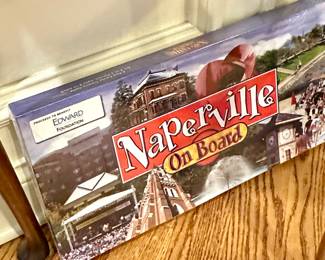 PROCEEDS TO BENEFIT
EDWARD
FOUNDATION
Naperville
On Board